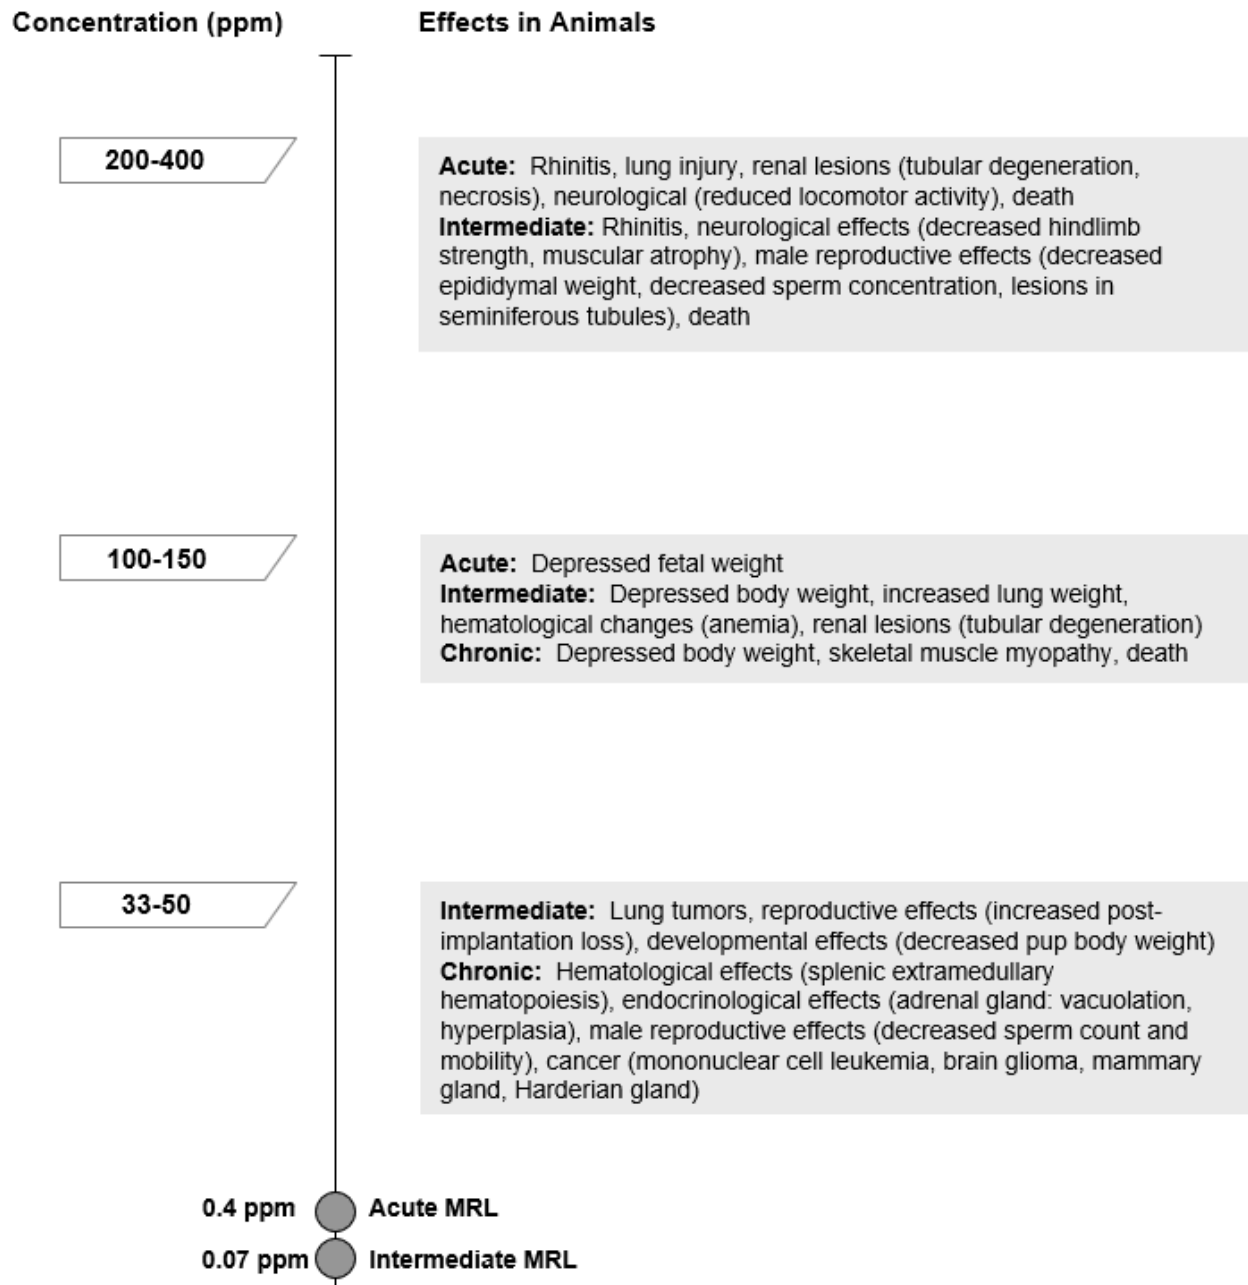 Concentration (ppm)
Effects in Animals
200-400
Acute: Rhinitis, lung injury, renal lesions (tubular degeneration,
necrosis), neurological (reduced locomotor activity), death
Intermediate: Rhinitis, neurological effects (decreased hindlimb
strength, muscular atrophy), male reproductive effects (decreased
epididymal weight, decreased sperm concentration, lesions in
seminiferous tubules), death
100-150
Acute: Depressed fetal weight
Intermediate: Depressed body weight, increased lung weight,
hematological changes (anemia), renal lesions (tubular degeneration)
Chronic: Depressed body weight, skeletal muscle myopathy, death
33-50
Intermediate: Lung tumors, reproductive effects (increased post-
implantation loss), developmental effects (decreased pup body weight)
Chronic: Hematological effects (splenic extramedullary
hematopoiesis), endocrinological effects (adrenal gland: vacuolation,
hyperplasia), male reproductive effects (decreased sperm count and
mobility), cancer (mononuclear cell leukemia, brain glioma, mammary
gland, Harderian gland)
0.4 ppm Acute MRL
0.07 ppm Intermediate MRL